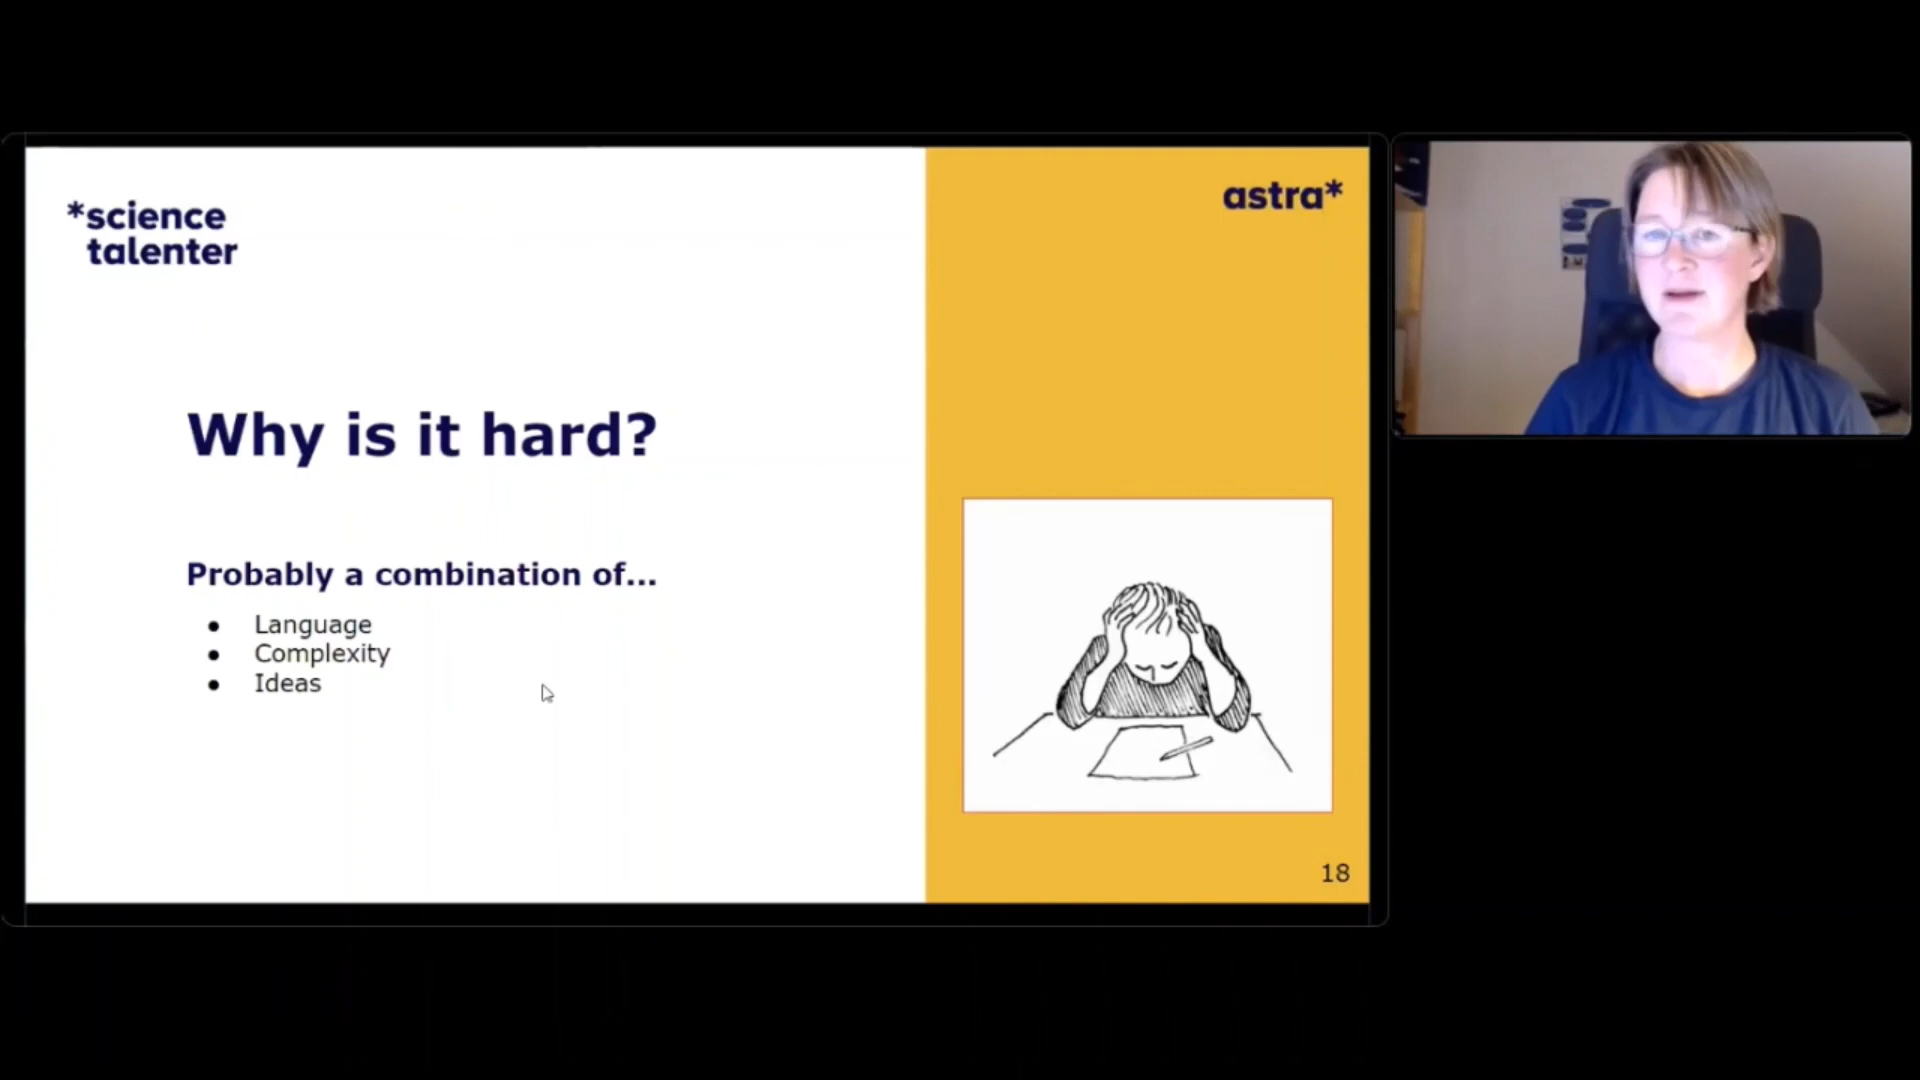 *science
talenter
astra*
Why is it hard?
Probably a combination of...
● Language
● Complexity
● Ideas
18